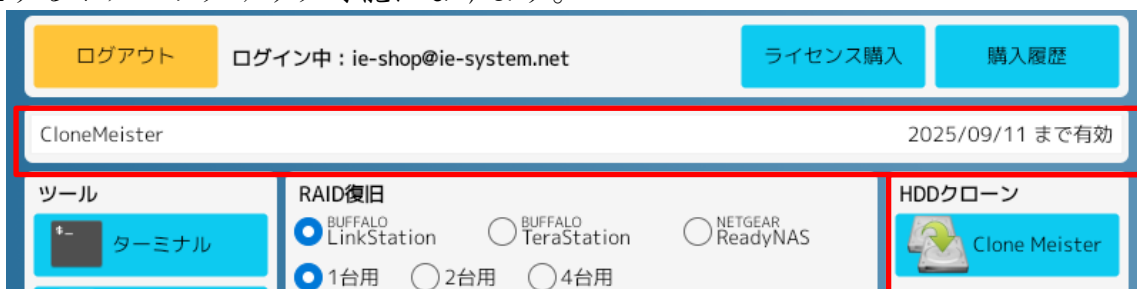 ログアウト ログイン中：ie-shop@ie-system.net ライセンス購入 購入履歴
CloneMeister 2025/09/11 まで有効
ツール RAID復旧 HDDクローン
$_ ターミナル
BUFFALO LinkStation BUFFALO TeraStation NETGEAR ReadyNAS
Clone Meister
1台用 2台用 4台用